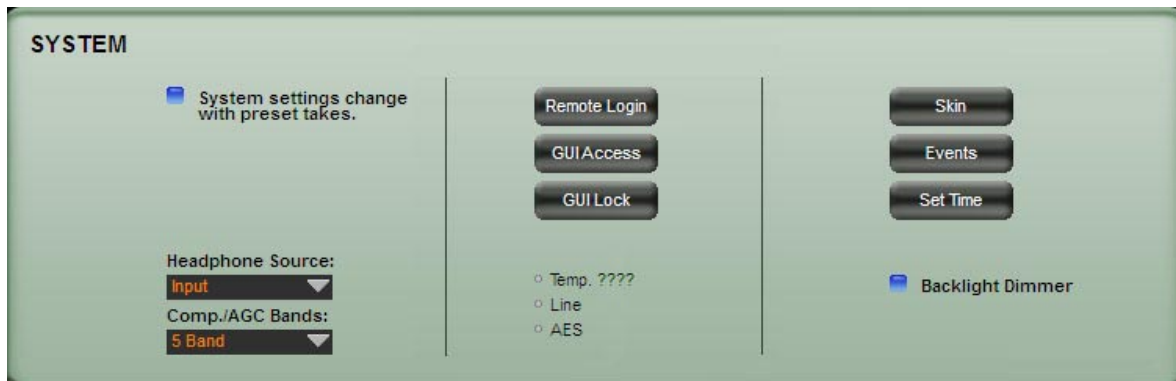 SYSTEM
System settings change
with preset takes.
Headphone Source:
Input
Comp./AGC Bands:
5 Band
Remote Login
GUI Access
GUI Lock
Temp. ????
Line
AES
Skin
Events
Set Time
Backlight Dimmer